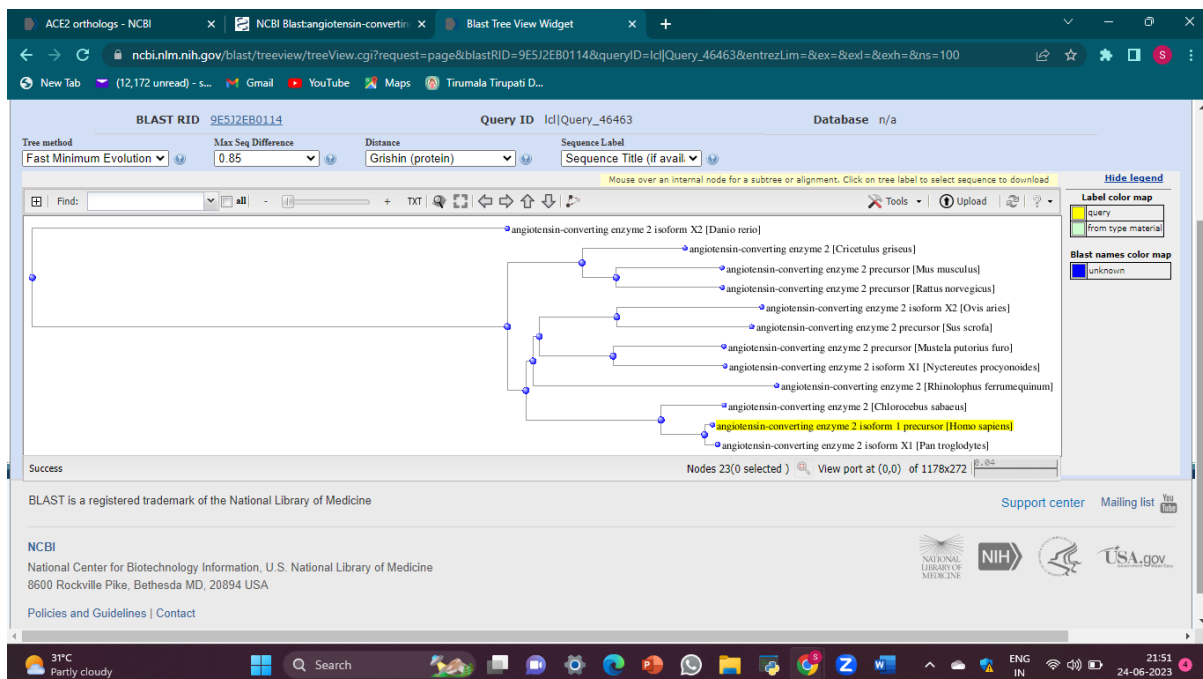 ACE2 orthologs - NCBI
NCBI Blast:angiotensin-convertin
Blast Tree View Widget
ncbi.nlm.nih.gov/blast/treeview/treeView.cgi?request=page&blastRID=9E5J2EB0114&queryID=lcl|Query_46463&entrezLim=&ex=&exl=&exh=&ns=100
S
New Tab
(12,172 unread) - s...
Gmail
YouTube
Maps
Tirumala Tirupati D...
BLAST RID 9E5J2EB0114 Query ID lcl|Query_46463 Database n/a
Tree method Max Seq Difference Distance Sequence Label
Fast Minimum Evolution 0.85 Grishin (protein) Sequence Title (if avail.
Mouse over an internal node for a subtree or alignment. Click on tree label to select sequence to download
Hide legend
Find: all - + TXT Tools Upload ?
Label color map
query
from type material
Blast names color map
unknown
angiotensin-converting enzyme 2 isoform X2 [Danio rerio]
angiotensin-converting enzyme 2 [Cricetulus griseus]
angiotensin-converting enzyme 2 precursor [Mus musculus]
angiotensin-converting enzyme 2 precursor [Rattus norvegicus]
angiotensin-converting enzyme 2 isoform X2 [Ovis aries]
angiotensin-converting enzyme 2 precursor [Sus scrofa]
angiotensin-converting enzyme 2 precursor [Mustela putorius furo]
angiotensin-converting enzyme 2 isoform X1 [Nyctereutes procyonoides]
angiotensin-converting enzyme 2 [Rhinolophus ferrumequinum]
angiotensin-converting enzyme 2 [Chlorocebus sabaeus]
angiotensin-converting enzyme 2 isoform 1 precursor [Homo sapiens]
angiotensin-converting enzyme 2 isoform X1 [Pan troglodytes]
Success
Nodes 23(0 selected ) View port at (0,0) of 1178x272 0.04
BLAST is a registered trademark of the National Library of Medicine
Support center Mailing list You Tube
NCBI
National Center for Biotechnology Information, U.S. National Library of Medicine
8600 Rockville Pike, Bethesda MD, 20894 USA
Policies and Guidelines | Contact
NATIONAL LIBRARY OF MEDICINE
NIH
USA.gov
31°C
Partly cloudy
Search
ENG
IN
21:51
24-06-2023
4